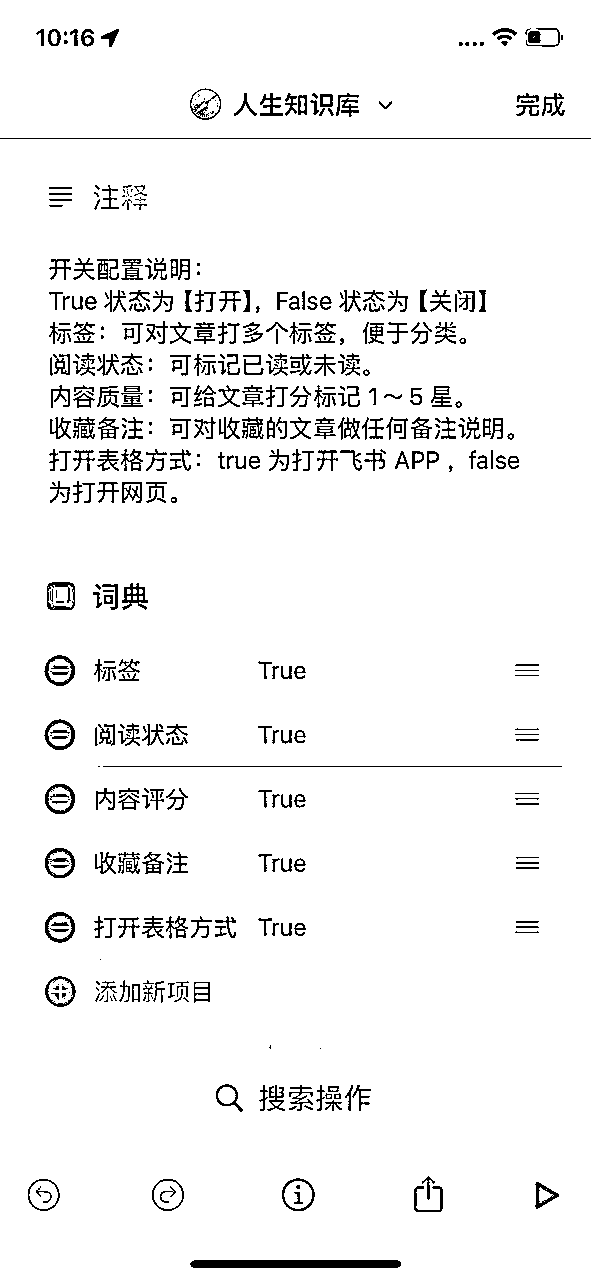 10:16
人生知识库
完成
注释
开关配置说明：
True 状态为【打开】，False 状态为【关闭】
标签：可对文章打多个标签，便于分类。
阅读状态：可标记已读或未读。
内容质量：可给文章打分标记 1～5 星。
收藏备注：可对收藏的文章做任何备注说明。
打开表格方式：true 为打开飞书 APP ，false
为打开网页。
词典
标签 True
阅读状态 True
内容评分 True
收藏备注 True
打开表格方式 True
添加新项目
搜索操作